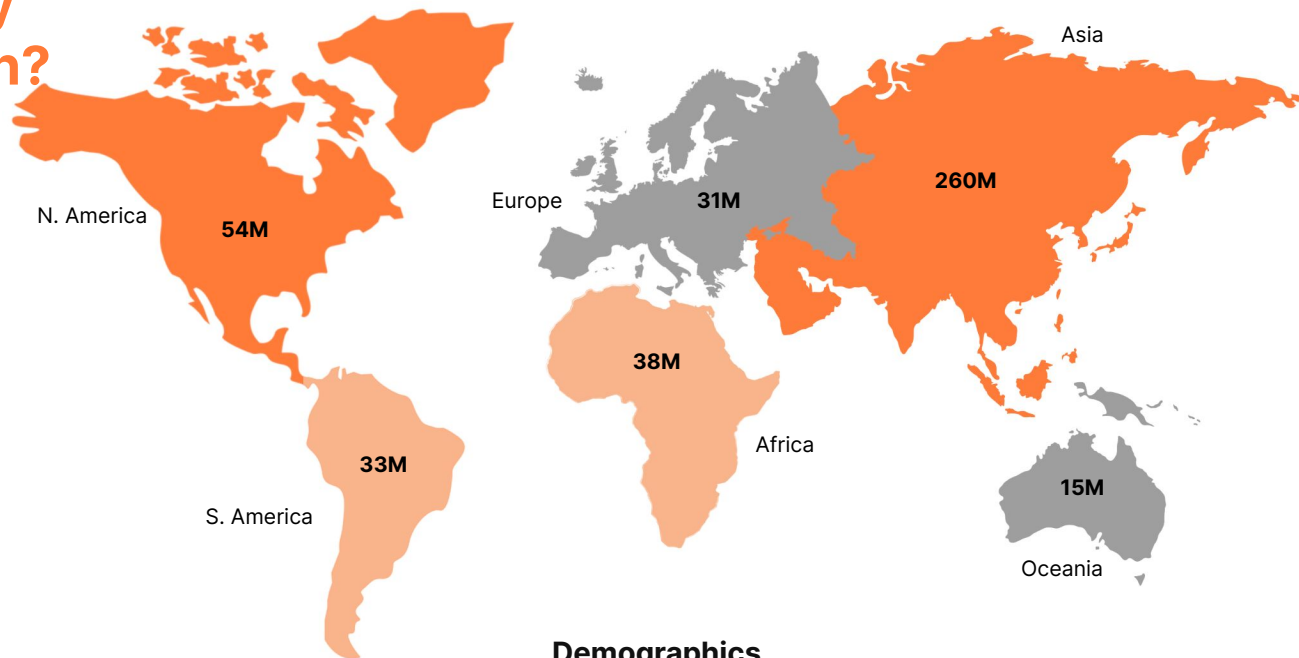 Asia
260M
Europe
31M
N. America
54M
38M
Africa
33M
15M
S. America
Oceania
Demographics